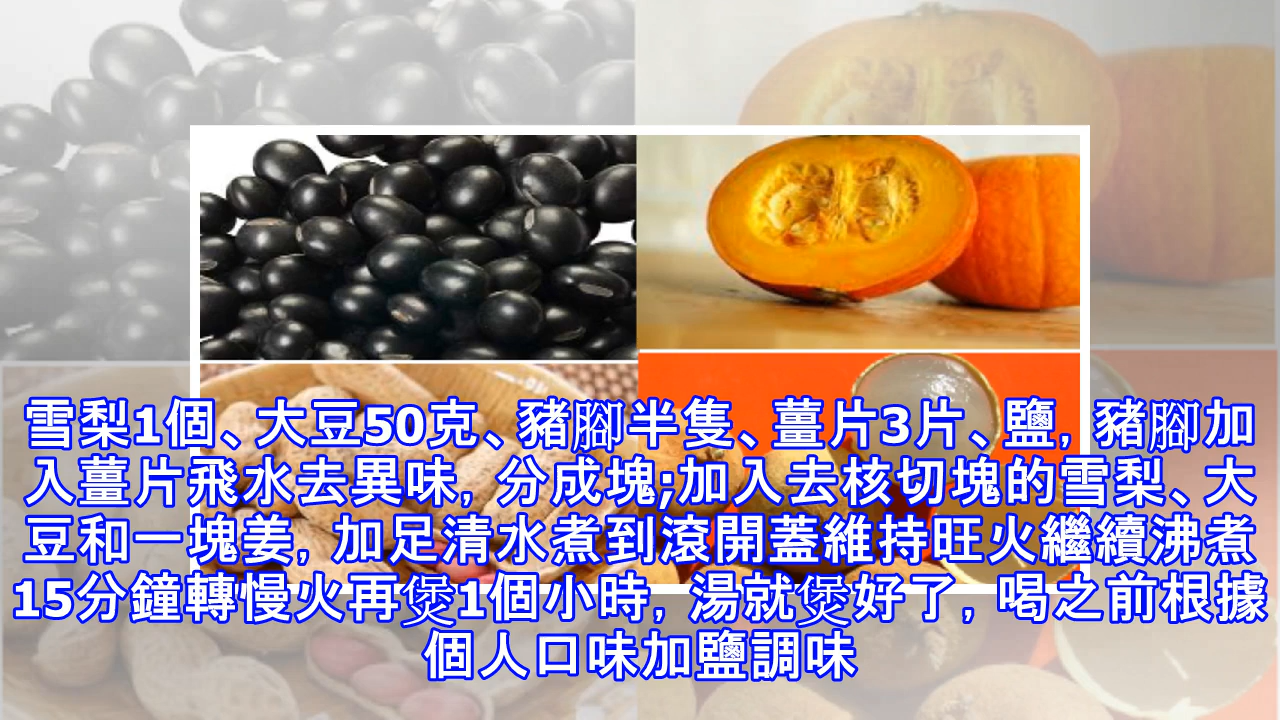 雪梨1個、大豆50克、豬腳半隻、薑片3片、鹽, 豬腳加
入薑片飛水去異味, 分成塊;加入去核切塊的雪梨、大
豆和一塊姜, 加足清水煮到滾開蓋維持旺火繼續沸煮
15分鐘轉慢火再煲1個小時, 湯就煲好了, 喝之前根據
個人口味加鹽調味